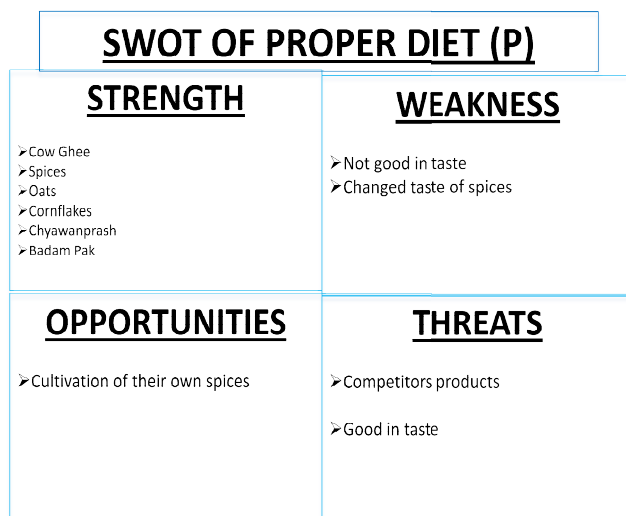 SWOT OF PROPER DIET (P)
STRENGTH
➢Cow Ghee
➢Spices
➢Oats
➢Cornflakes
➢Chyawanprash
➢Badam Pak
WEAKNESS
➢Not good in taste
➢Changed taste of spices
OPPORTUNITIES
➢Cultivation of their own spices
THREATS
➢Competitors products
➢Good in taste